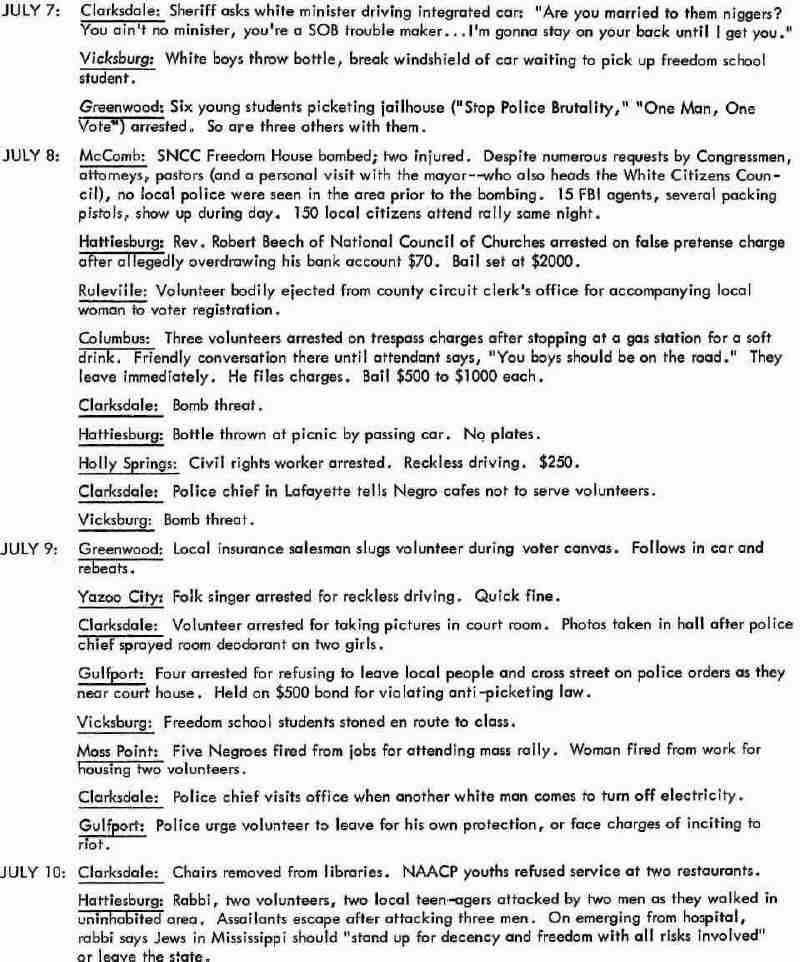 JULY 7: Clarksdale: Sheriff asks white minister driving integrated car: "Are you married to them niggers?
You ain't no minister, you're a SOB trouble maker...I'm gonna stay on your back until I get you."
Vicksburg: White boys throw bottle, break windshield of car waiting to pick up freedom school
student.
Greenwood: Six young students picketing jailhouse ("Stop Police Brutality," "One Man, One
Vote") arrested. So are three others with them.
JULY 8: McComb: SNCC Freedom House bombed; two injured. Despite numerous requests by Congressmen,
attorneys, pastors (and a personal visit with the mayor--who also heads the White Citizens Coun-
cil), no local police were seen in the area prior to the bombing. 15 FBI agents, several packing
pistols, show up during day. 150 local citizens attend rally same night.
Hattiesburg: Rev. Robert Beech of National Council of Churches arrested on false pretense charge
after allegedly overdrawing his bank account $70. Bail set at $2000.
Ruleville: Volunteer bodily ejected from county circuit clerk's office for accompanying local
woman to voter registration.
Columbus: Three volunteers arrested on trespass charges after stopping at a gas station for a soft
drink. Friendly conversation there until attendant says, "You boys should be on the road." They
leave immediately. He files charges. Bail $500 to $1000 each.
Clarksdale: Bomb threat.
Hattiesburg: Bottle thrown at picnic by passing car. No plates.
Holly Springs: Civil rights worker arrested. Reckless driving. $250.
Clarksdale: Police chief in Lafayette tells Negro cafes not to serve volunteers.
Vicksburg: Bomb threat.
JULY 9: Greenwood: Local insurance salesman slugs volunteer during voter canvas. Follows in car and
rebeats.
Yazoo City: Folk singer arrested for reckless driving. Quick fine.
Clarksdale: Volunteer arrested for taking pictures in court room. Photos taken in hall after police
chief sprayed room deodorant on two girls.
Gulfport: Four arrested for refusing to leave local people and cross street on police orders as they
near court house. Held on $500 bond for violating anti-picketing law.
Vicksburg: Freedom school students stoned en route to class.
Moss Point: Five Negroes fired from jobs for attending mass rally. Woman fired from work for
housing two volunteers.
Clarksdale: Police chief visits office when another white man comes to turn off electricity.
Gulfport: Police urge volunteer to leave for his own protection, or face charges of inciting to
riot.
JULY 10: Clarksdale: Chairs removed from libraries. NAACP youths refused service at two restaurants.
Hattiesburg: Rabbi, two volunteers, two local teen-agers attacked by two men as they walked in
uninhabited area. Assailants escape after attacking three men. On emerging from hospital,
rabbi says Jews in Mississippi should "stand up for decency and freedom with all risks involved"
or leave the state.